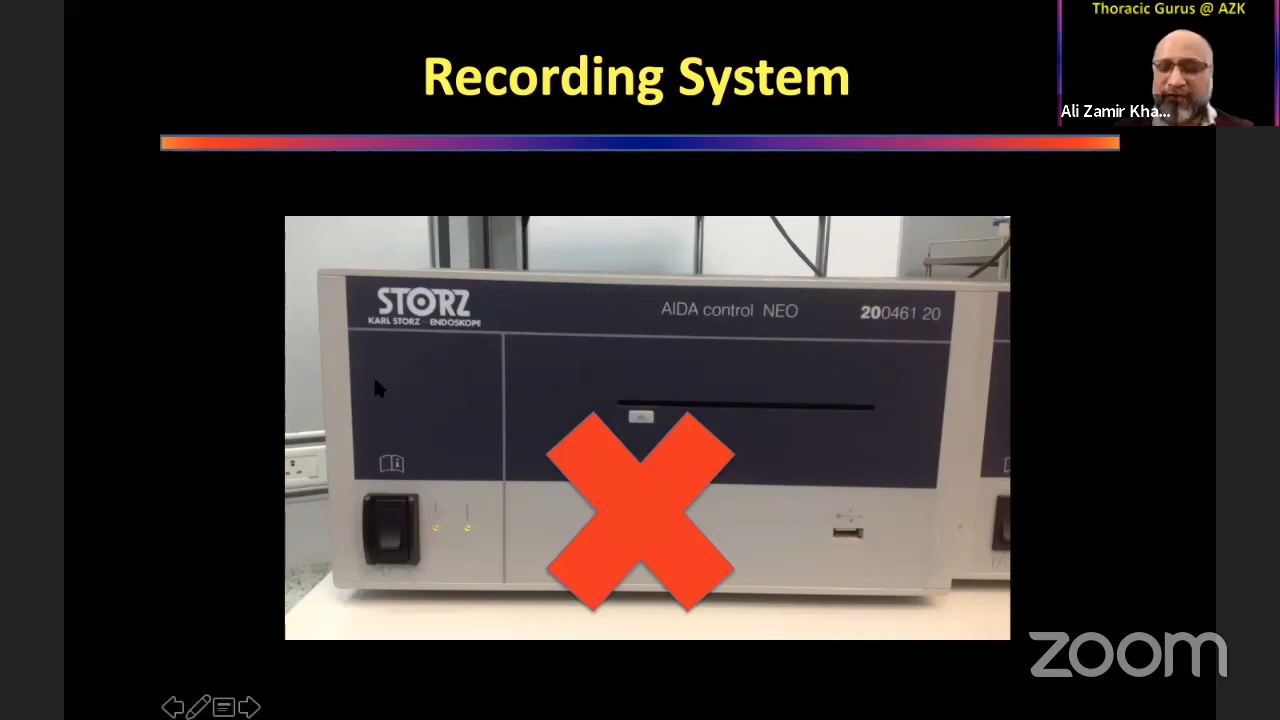 Thoracic Gurus @ AZK
Ali Zamir Kha...
Recording System
STORZ
KARL STORZ ENDOSKOPE
AIDA control NEO
200461 20
zoom